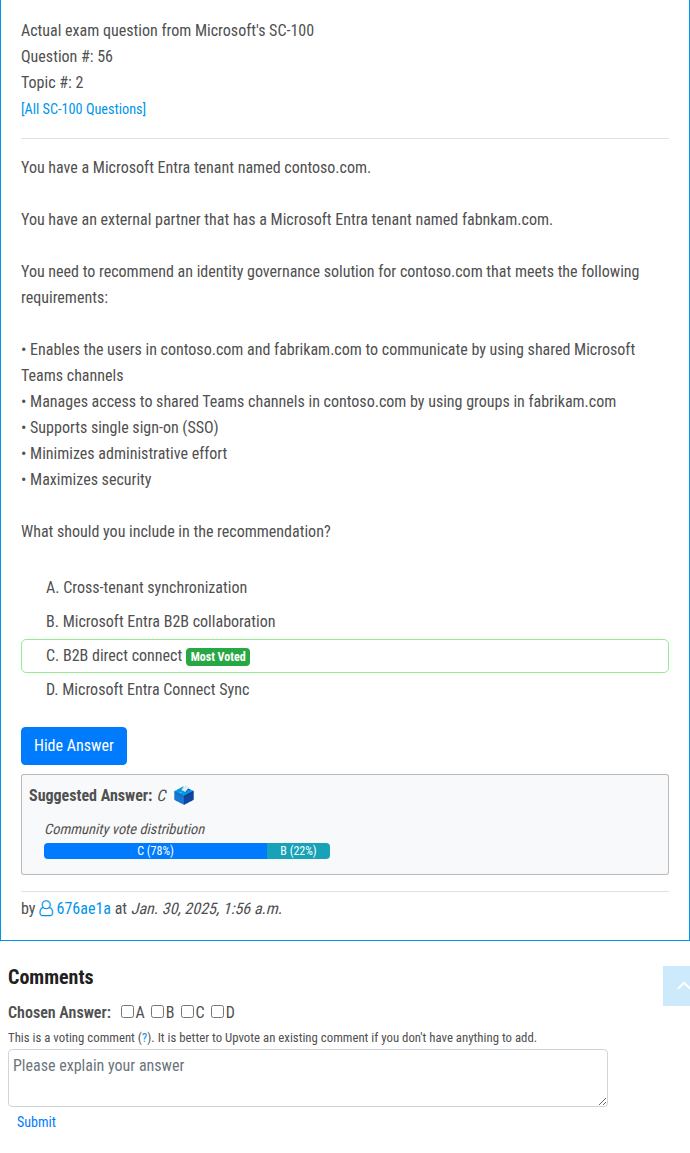 Actual exam question from Microsoft's SC-100
Question #: 56
Topic #: 2
[All SC-100 Questions]
You have a Microsoft Entra tenant named contoso.com.
You have an external partner that has a Microsoft Entra tenant named fabnkam.com.
You need to recommend an identity governance solution for contoso.com that meets the following
requirements:
• Enables the users in contoso.com and fabrikam.com to communicate by using shared Microsoft
Teams channels
• Manages access to shared Teams channels in contoso.com by using groups in fabrikam.com
• Supports single sign-on (SSO)
• Minimizes administrative effort
• Maximizes security
What should you include in the recommendation?
A. Cross-tenant synchronization
B. Microsoft Entra B2B collaboration
C. B2B direct connect Most Voted
D. Microsoft Entra Connect Sync
Hide Answer
Suggested Answer: C
Community vote distribution
C (78%) B (22%)
by 676ae1a at Jan. 30, 2025, 1:56 a.m.
Comments
Chosen Answer: A B C D
This is a voting comment (?). It is better to Upvote an existing comment if you don't have anything to add.
Please explain your answer
Submit